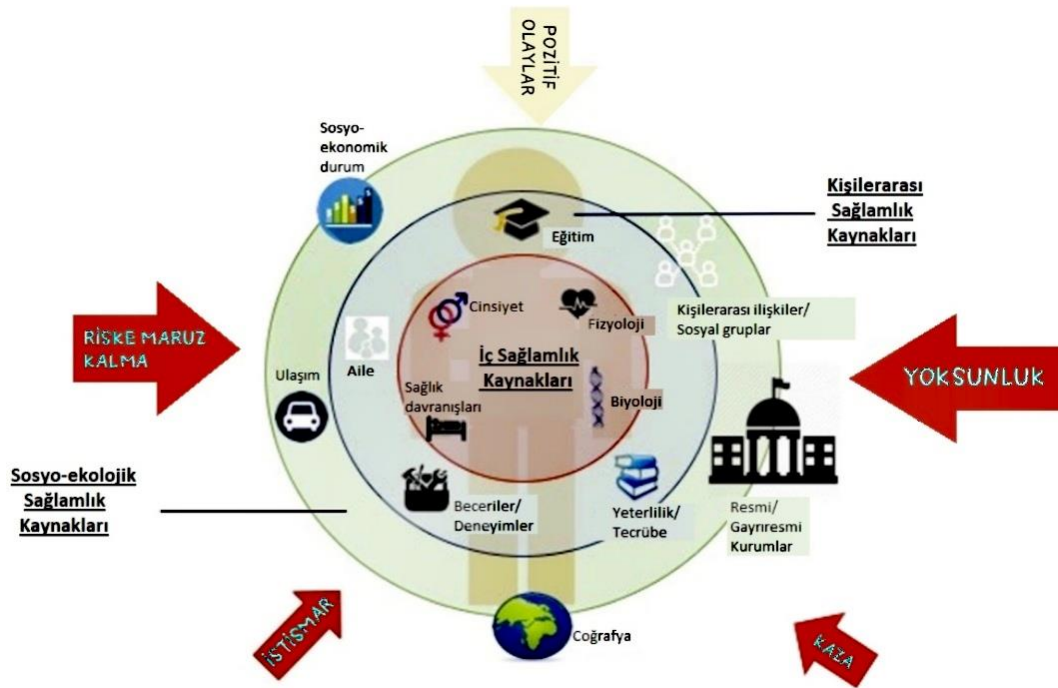 POZİTİF
OLAYLAR
Sosyo-
ekonomik
durum
Kişilerarası
Sağlamlık
Kaynakları
Eğitim
Cinsiyet
Fizyoloji
Kişilerarası ilişkiler/
Sosyal gruplar
RİSKE MARUZ
KALMA
İç Sağlamlık
Kaynakları
Aile
Ulaşım
Sağlık
davranışları
Biyoloji
YOKSUNLUK
Sosyo-ekolojik
Sağlamlık
Kaynakları
Beceriler/
Deneyimler
Yeterlilik/
Tecrübe
Resmi/
Gayrıresmi
Kurumlar
İSTİSMAR
Coğrafya
KAZA